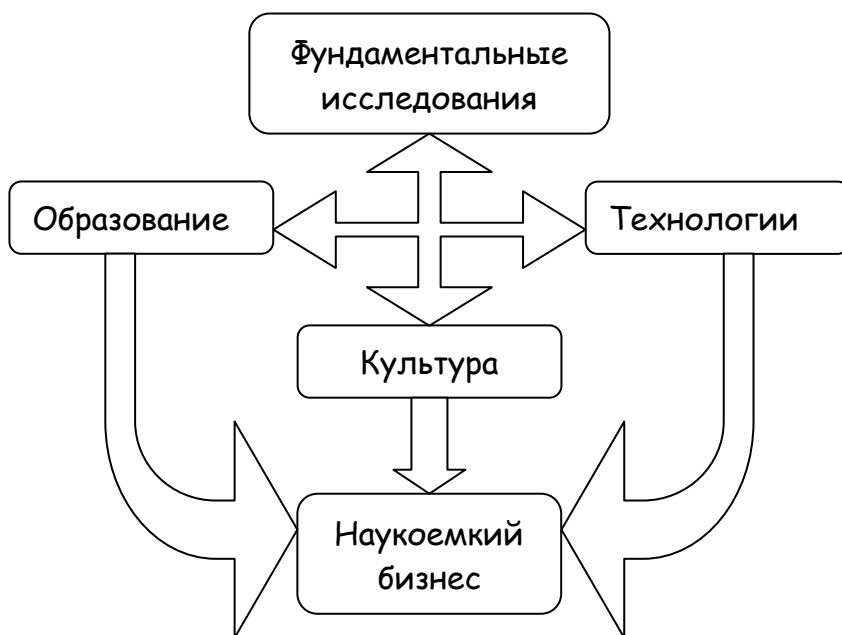 Фундаментальные
исследования
Образование
Технологии
Культура
Наукоемкий
бизнес